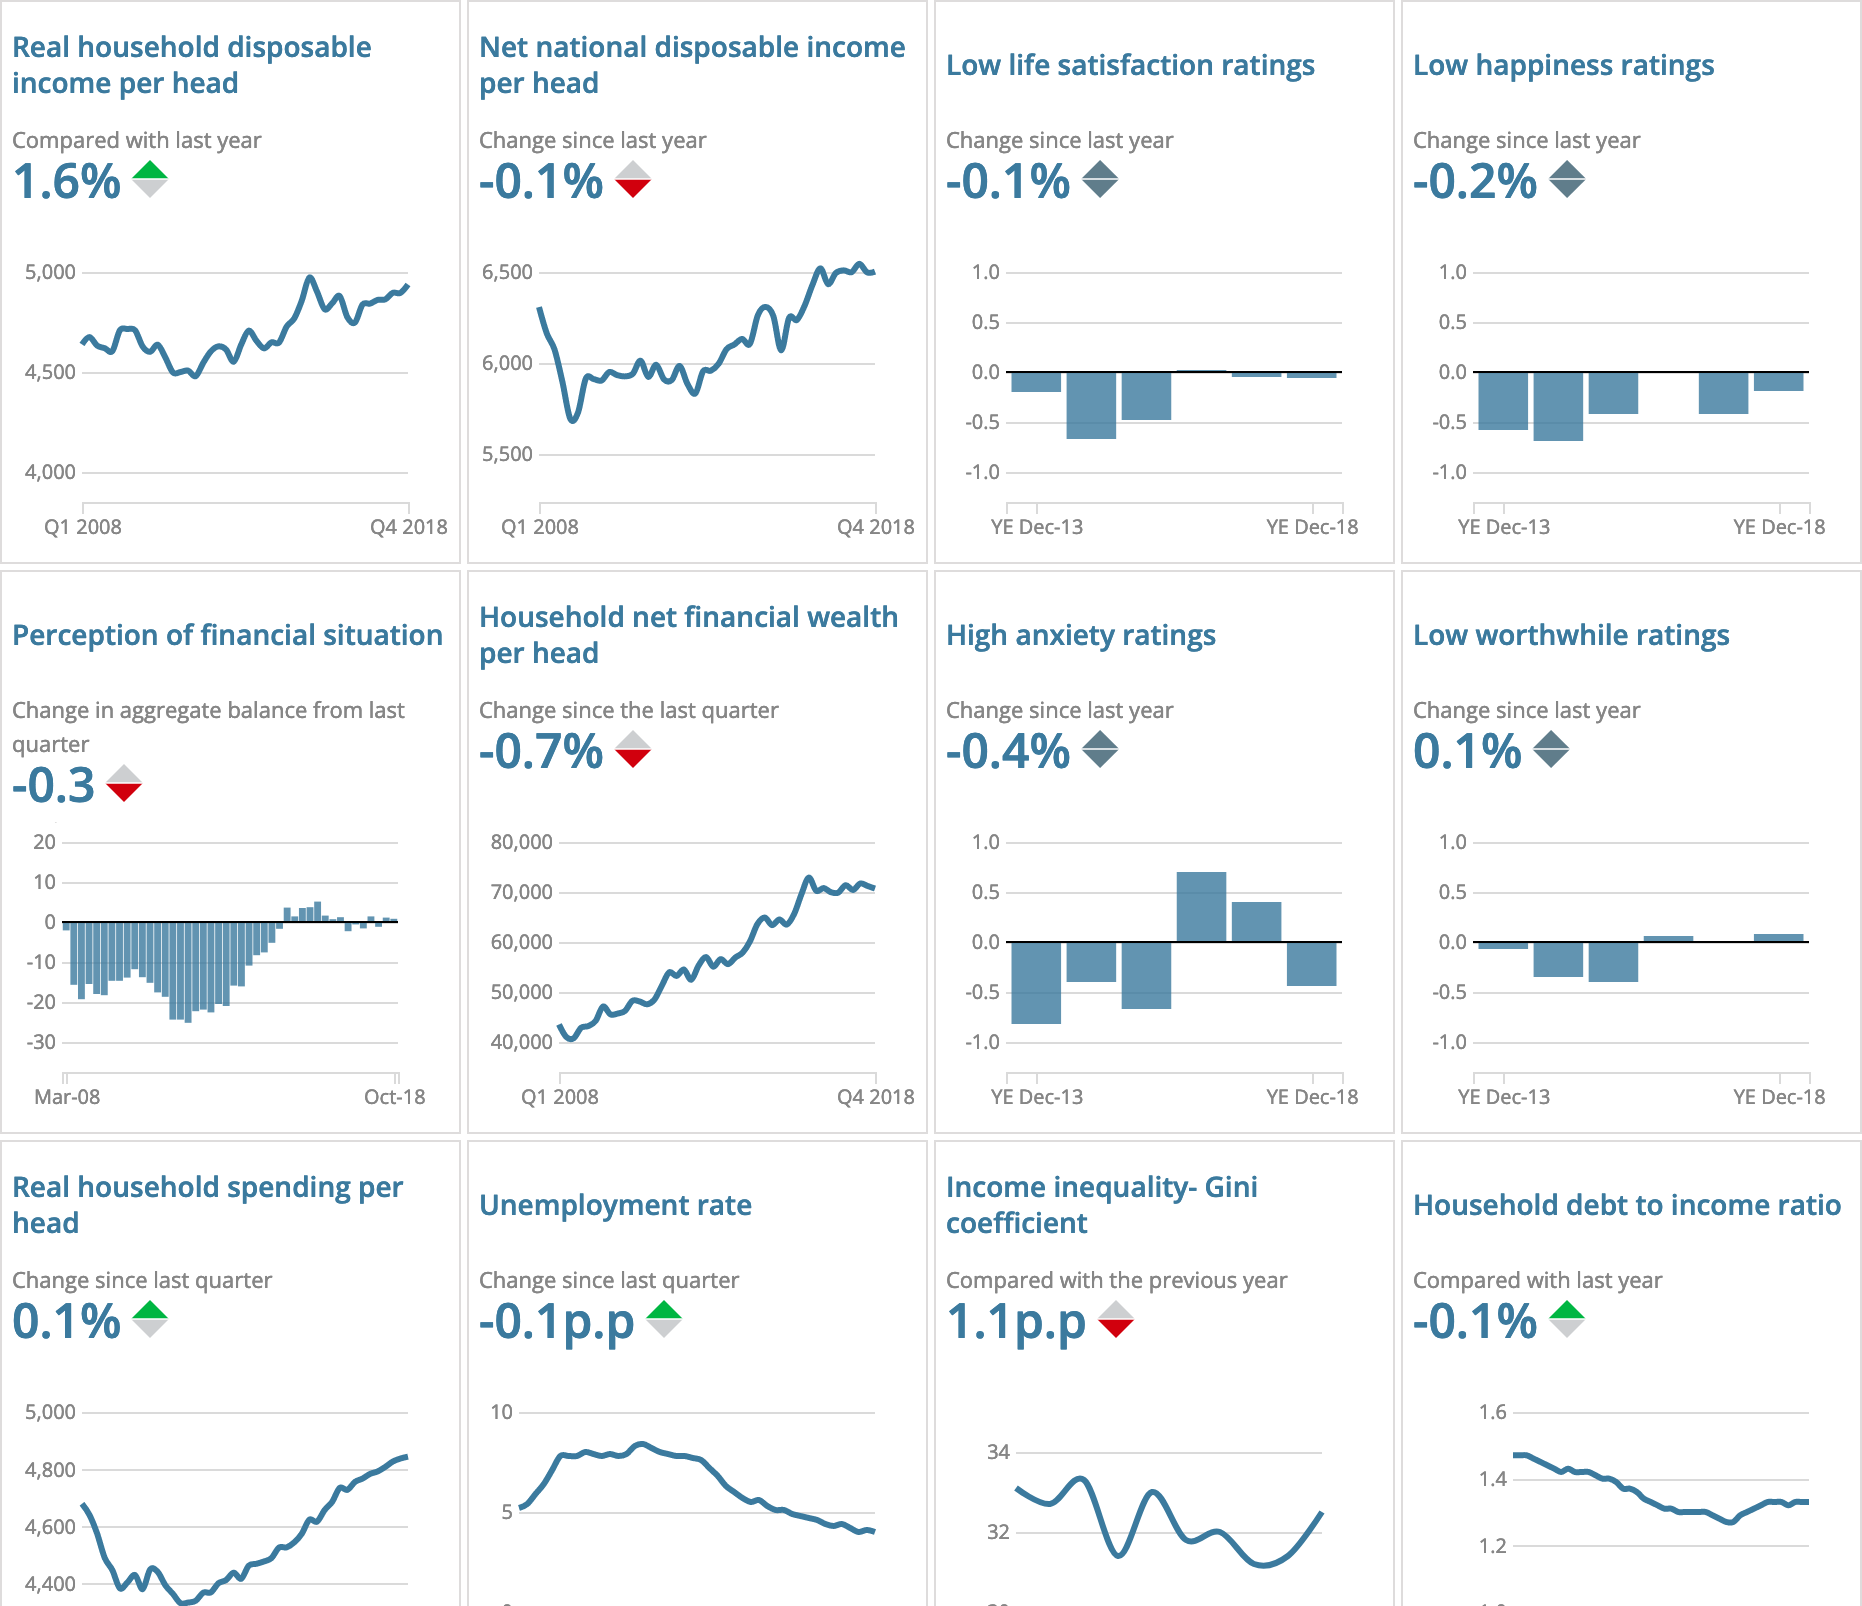 Real household disposable
income per head
Compared with last year
1.6%
5,000
4,500
4,000
Q1 2008
Q4 2018
Net national disposable income
per head
Change since last year
-0.1%
6,500
6,000
5,500
Q1 2008
Q4 2018
Low life satisfaction ratings
Change since last year
-0.1%
1.0
0.5
0.0
-0.5
-1.0
YE Dec-13
YE Dec-18
Low happiness ratings
Change since last year
-0.2%
1.0
0.5
0.0
-0.5
-1.0
YE Dec-13
YE Dec-18
Perception of financial situation
Change in aggregate balance from last
quarter
-0.3
20
10
0
-10
-20
-30
Mar-08
Oct-18
Household net financial wealth
per head
Change since the last quarter
-0.7%
80,000
70,000
60,000
50,000
40,000
Q1 2008
Q4 2018
High anxiety ratings
Change since last year
-0.4%
1.0
0.5
0.0
-0.5
-1.0
YE Dec-13
YE Dec-18
Low worthwhile ratings
Change since last year
0.1%
1.0
0.5
0.0
-0.5
-1.0
YE Dec-13
YE Dec-18
Real household spending per
head
Change since last quarter
0.1%
5,000
4,800
4,600
4,400
Unemployment rate
Change since last quarter
-0.1p.p
10
5
Income inequality- Gini
coefficient
Compared with the previous year
1.1p.p
34
32
Household debt to income ratio
Compared with last year
-0.1%
1.6
1.4
1.2